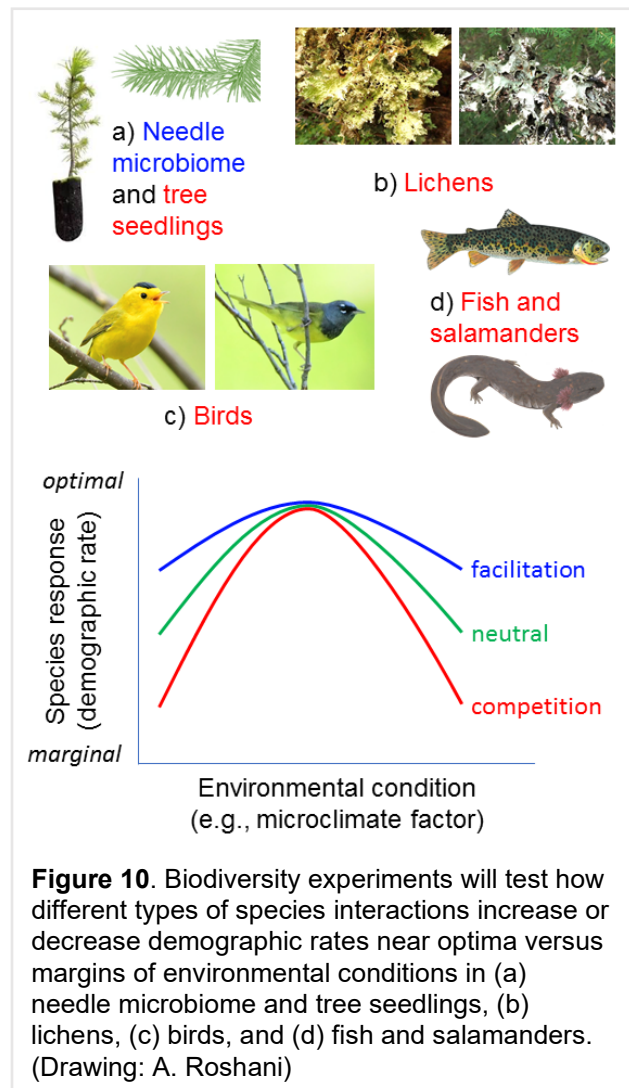 a) Needle
microbiome
and tree
seedlings
b) Lichens
c) Birds
d) Fish and
salamanders
optimal
Species response
(demographic rate)
marginal
facilitation
neutral
competition
Environmental condition
(e.g., microclimate factor)
Figure 10. Biodiversity experiments will test how
different types of species interactions increase or
decrease demographic rates near optima versus
margins of environmental conditions in (a)
needle microbiome and tree seedlings, (b)
lichens, (c) birds, and (d) fish and salamanders.
(Drawing: A. Roshani)